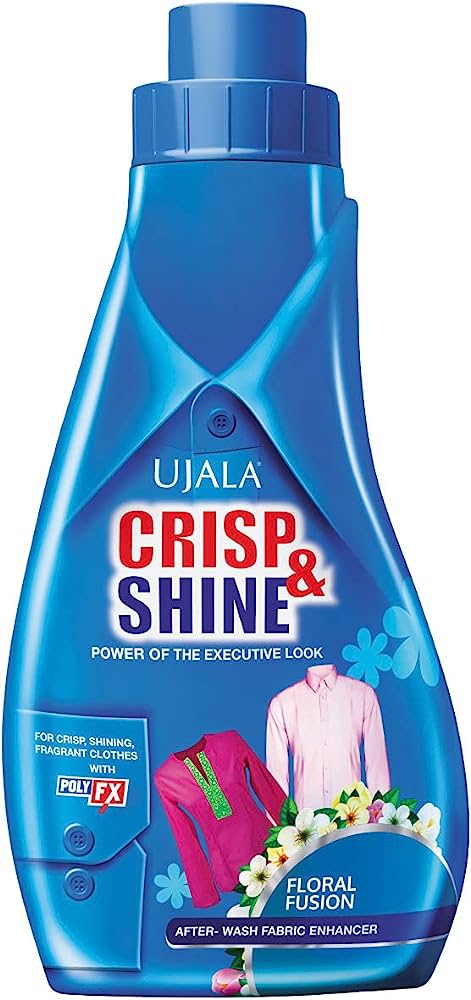 UJALA®
CRISP &
SHINE
POWER OF THE EXECUTIVE LOOK
FOR CRISP, SHINING,
FRAGRANT CLOTHES
WITH
POLY FX
FLORAL
FUSION
AFTER- WASH FABRIC ENHANCER